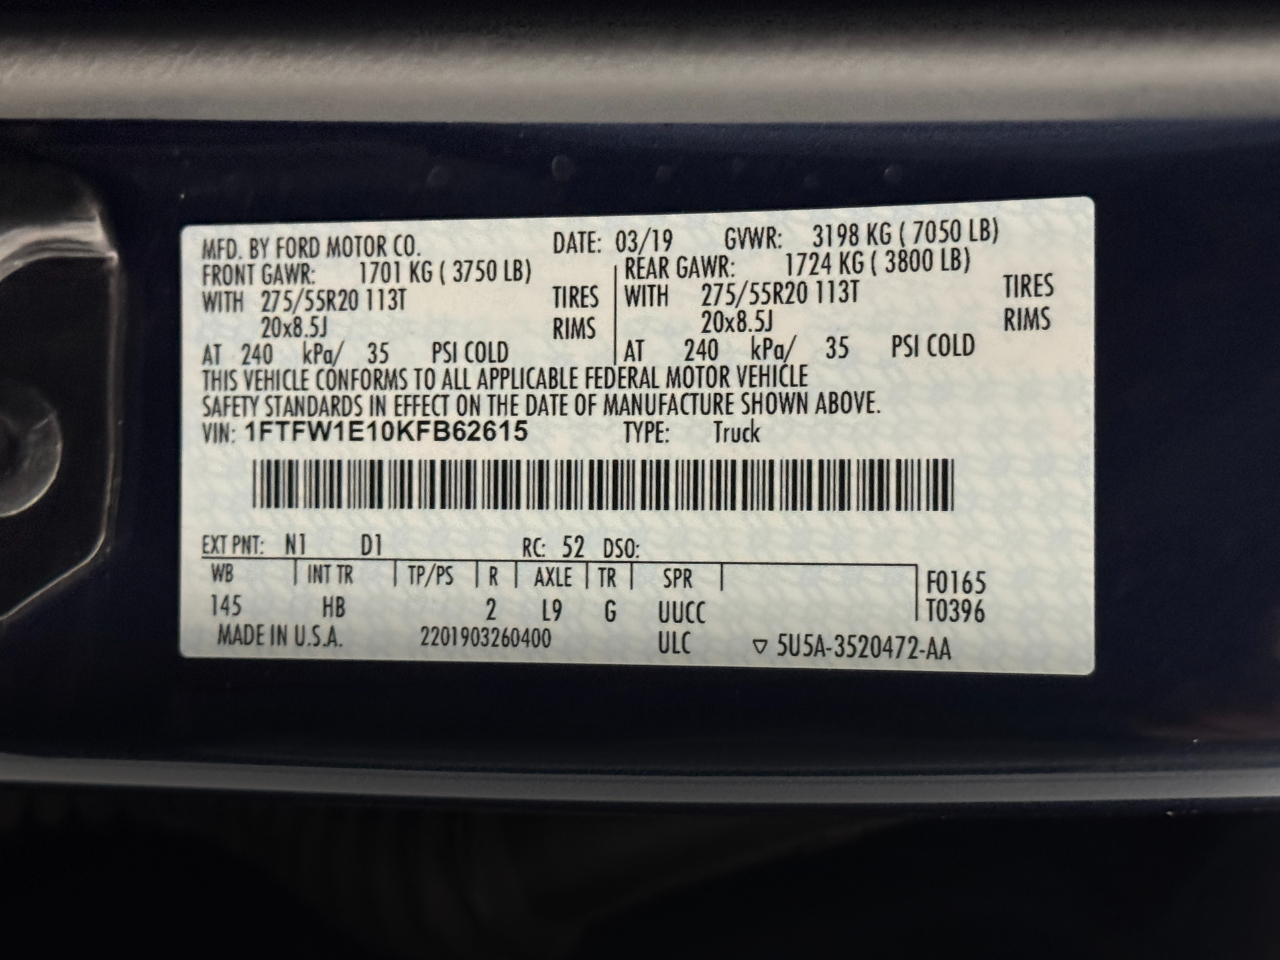 MFD. BY FORD MOTOR CO. DATE: 03/19 GVWR: 3198 KG ( 7050 LB)
FRONT GAWR: 1701 KG ( 3750 LB) REAR GAWR: 1724 KG ( 3800 LB)
WITH 275/55R20 113T TIRES WITH 275/55R20 113T TIRES
20x8.5J RIMS 20x8.5J RIMS
AT 240 kPa/ 35 PSI COLD AT 240 kPa/ 35 PSI COLD
THIS VEHICLE CONFORMS TO ALL APPLICABLE FEDERAL MOTOR VEHICLE
SAFETY STANDARDS IN EFFECT ON THE DATE OF MANUFACTURE SHOWN ABOVE.
VIN: 1FTFW1E10KFB62615 TYPE: Truck
EXT PNT: N1 D1 RC: 52 DSO:
WB INT TR TP/PS R AXLE TR SPR F0165
145 HB 2 L9 G UUCC T0396
MADE IN U.S.A. 2201903260400 ULC ▽ 5U5A-3520472-AA